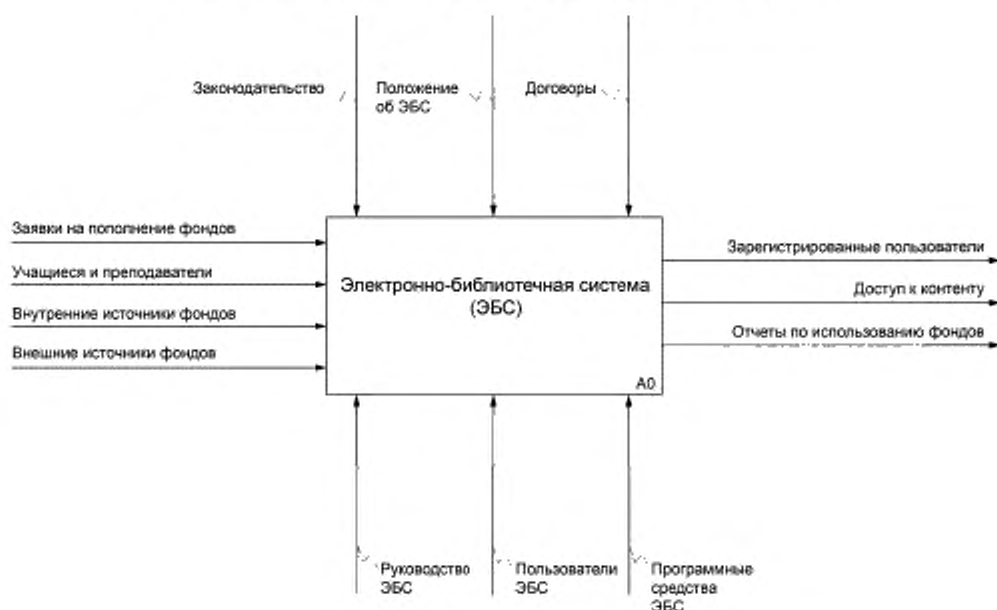 Законодательство
Положение
об ЭБС
Договоры
Заявки на пополнение фондов
Учащиеся и преподаватели
Внутренние источники фондов
Внешние источники фондов
Электронно-библиотечная система
(ЭБС)
A0
Зарегистрированные пользователи
Доступ к контенту
Отчеты по использованию фондов
Руководство
ЭБС
Пользователи
ЭБС
Программные
средства
ЭБС